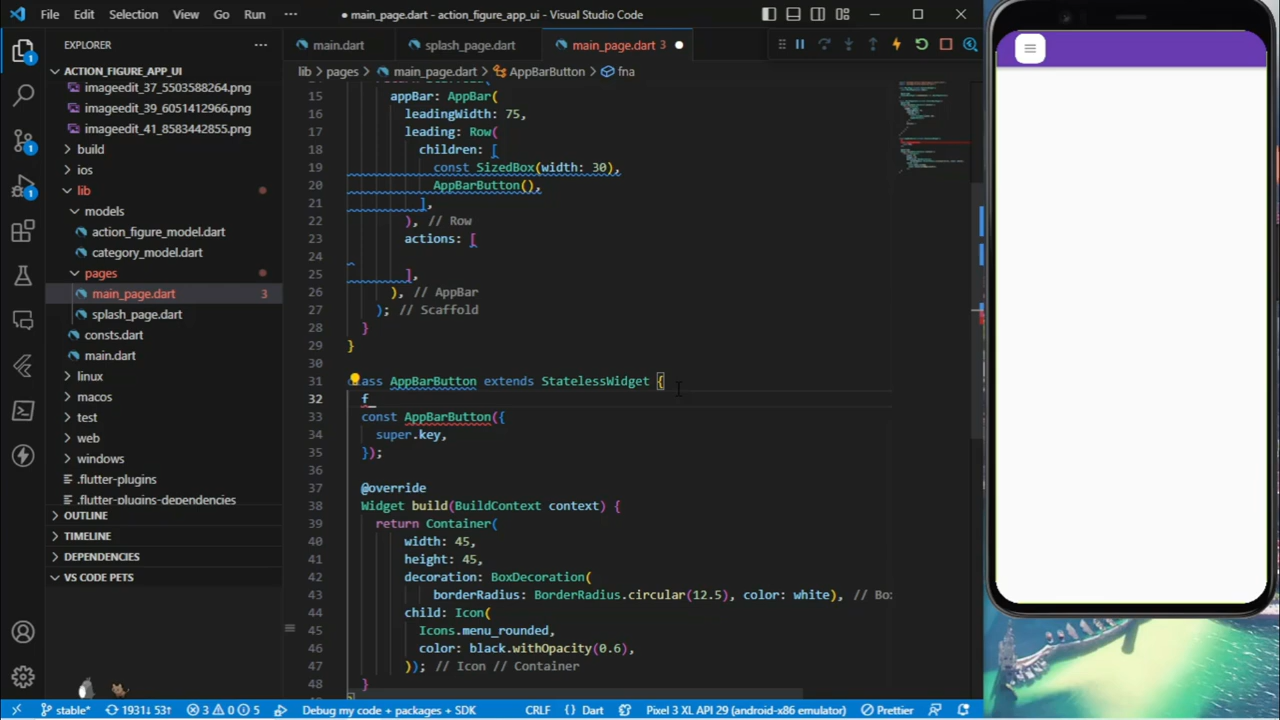 File Edit Selection View Go Run ··· ● main_page.dart - action_figure_app_ui - Visual Studio Code
EXPLORER ···
ACTION_FIGURE_APP_UI
imageedit_37_5503585254.png
imageedit_39_6051412966.png
imageedit_41_8583442855.png
build
ios
lib
models
action_figure_model.dart
category_model.dart
pages
main_page.dart 3
splash_page.dart
consts.dart
main.dart
linux
macos
test
web
windows
.flutter-plugins
.flutter-plugins-dependencies
OUTLINE
TIMELINE
DEPENDENCIES
VS CODE PETS
main.dart splash_page.dart main_page.dart 3 ●
lib > pages > main_page.dart > AppBarButton > fna
15 appBar: AppBar(
16 leadingWidth: 75,
17 leading: Row(
18 children: [
19 const SizedBox(width: 30),
20 AppBarButton(),
21 ],
22 ), // Row
23 actions: [
24
25 ],
26 ), // AppBar
27 ); // Scaffold
28 }
29 }
30
31 class AppBarButton extends StatelessWidget {
32 f
33 const AppBarButton({
34 super.key,
35 });
36
37 @override
38 Widget build(BuildContext context) {
39 return Container(
40 width: 45,
41 height: 45,
42 decoration: BoxDecoration(
43 borderRadius: BorderRadius.circular(12.5), color: white), // Bo
44 child: Icon(
45 Icons.menu_rounded,
46 color: black.withOpacity(0.6),
47 )); // Icon // Container
48 }
stable* 1931↓ 53↑ 3 0 5 Debug my code + packages + SDK CRLF {} Dart Pixel 3 XL API 29 (android-x86 emulator) Prettier